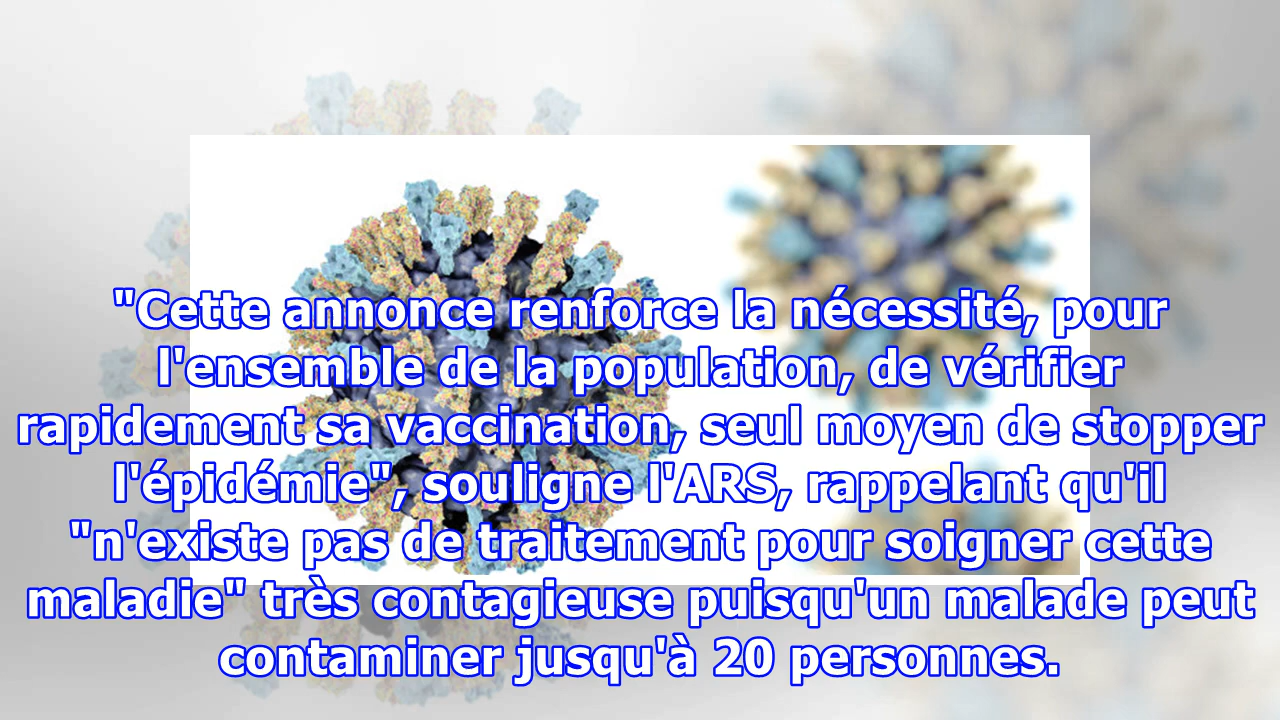 "Cette annonce renforce la nécessité, pour
l'ensemble de la population, de vérifier
rapidement sa vaccination, seul moyen de stopper
l'épidémie", souligne l'ARS, rappelant qu'il
"n'existe pas de traitement pour soigner cette
maladie" très contagieuse puisqu'un malade peut
contaminer jusqu'à 20 personnes.